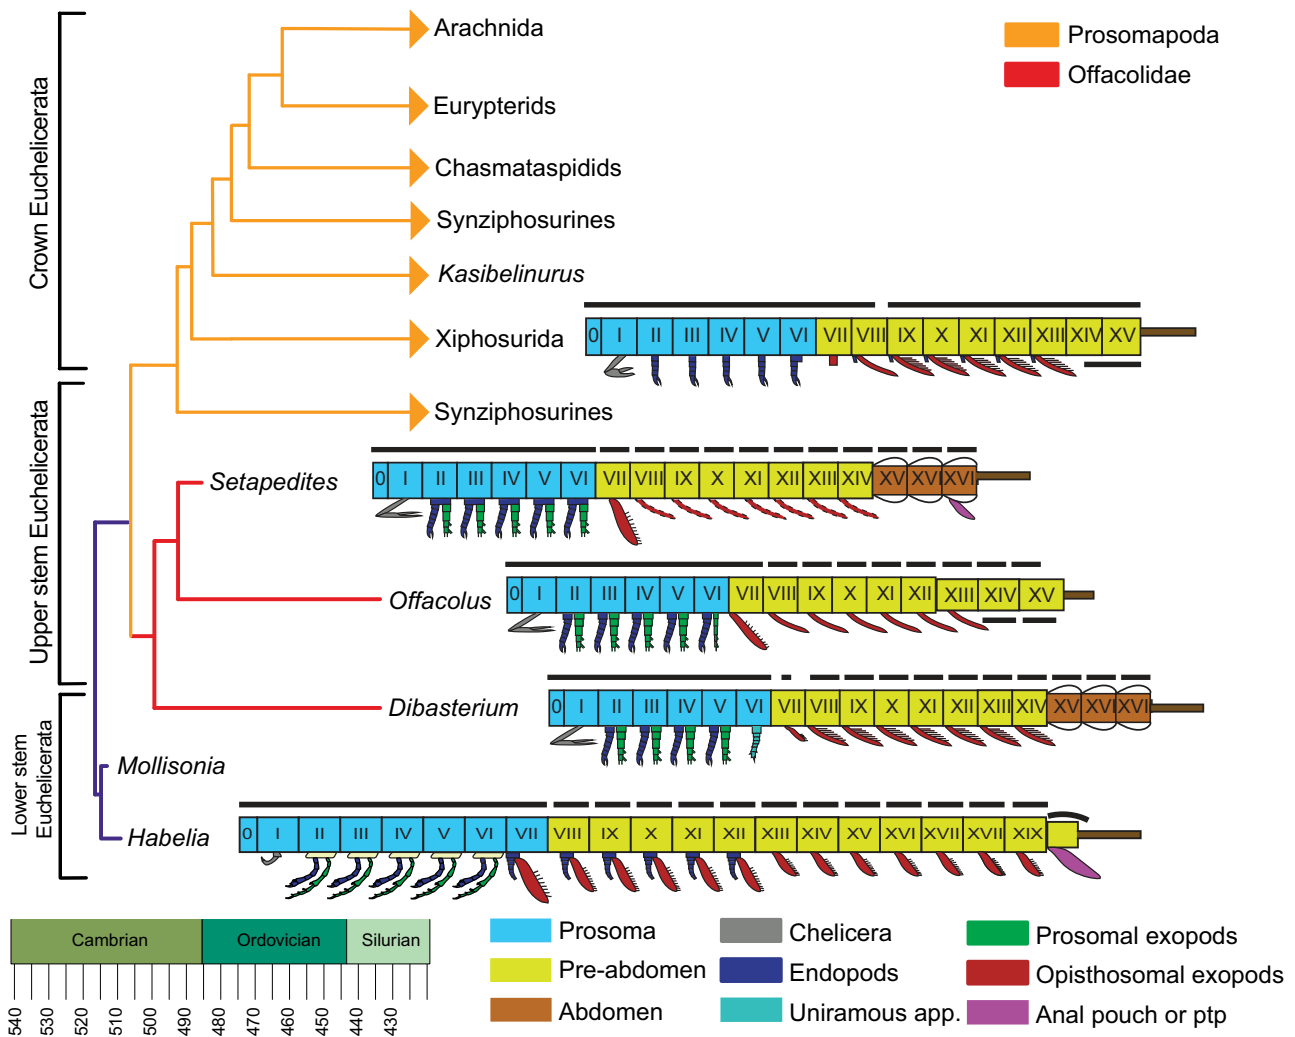 Arachnida
Prosomapoda
Offacolidae
Eurypterids
Crown Euchelicerata
Chasmataspidids
Synziphosurines
Kasibelinurus
Xiphosurida
0 I II III IV V VI VII VIII IX X XI XII XIII XIV XV
Synziphosurines
Upper stem Euchelicerata
Setapedites
0 I II III IV V VI VII VIII IX X XI XII XIII XIV XV XVI XVI
Offacolus
0 I II III IV V VI VII VIII IX X XI XII XIII XIV XV
Dibasterium
0 I II III IV V VI VII VIII IX X XI XII XIII XIV XV XVI XVI
Lower stem
Euchelicerata
Mollisonia
Habelia
0 I II III IV V VI VII VIII IX X XI XII XIII XIV XV XVI XVII XVII XIX
Cambrian Ordovician Silurian
540 530 520 510 500 490 480 470 460 450 440 430
Prosoma
Chelicera
Prosomal exopods
Pre-abdomen
Endopods
Opisthosomal exopods
Abdomen
Uniramous app.
Anal pouch or ptp